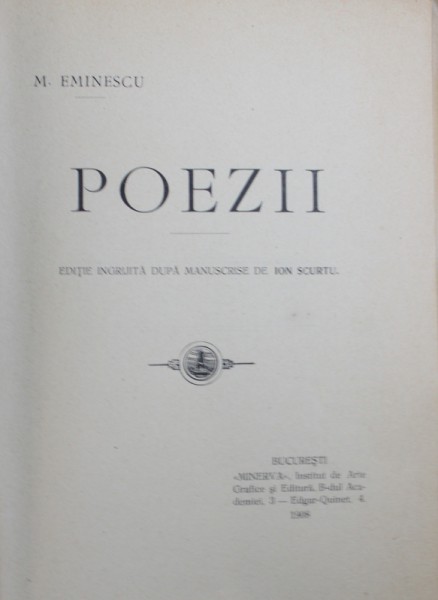 M. EMINESCU
POEZII
EDIȚIE INGRIJITĂ DUPĂ MANUSCRISE DE ION SCURTU.
BUCUREȘTI
«MINERVA», Institut de Arte
Grafice și Editură, B-dul Aca-
demiei, 3 — Edgar-Quinet, 4.
1908